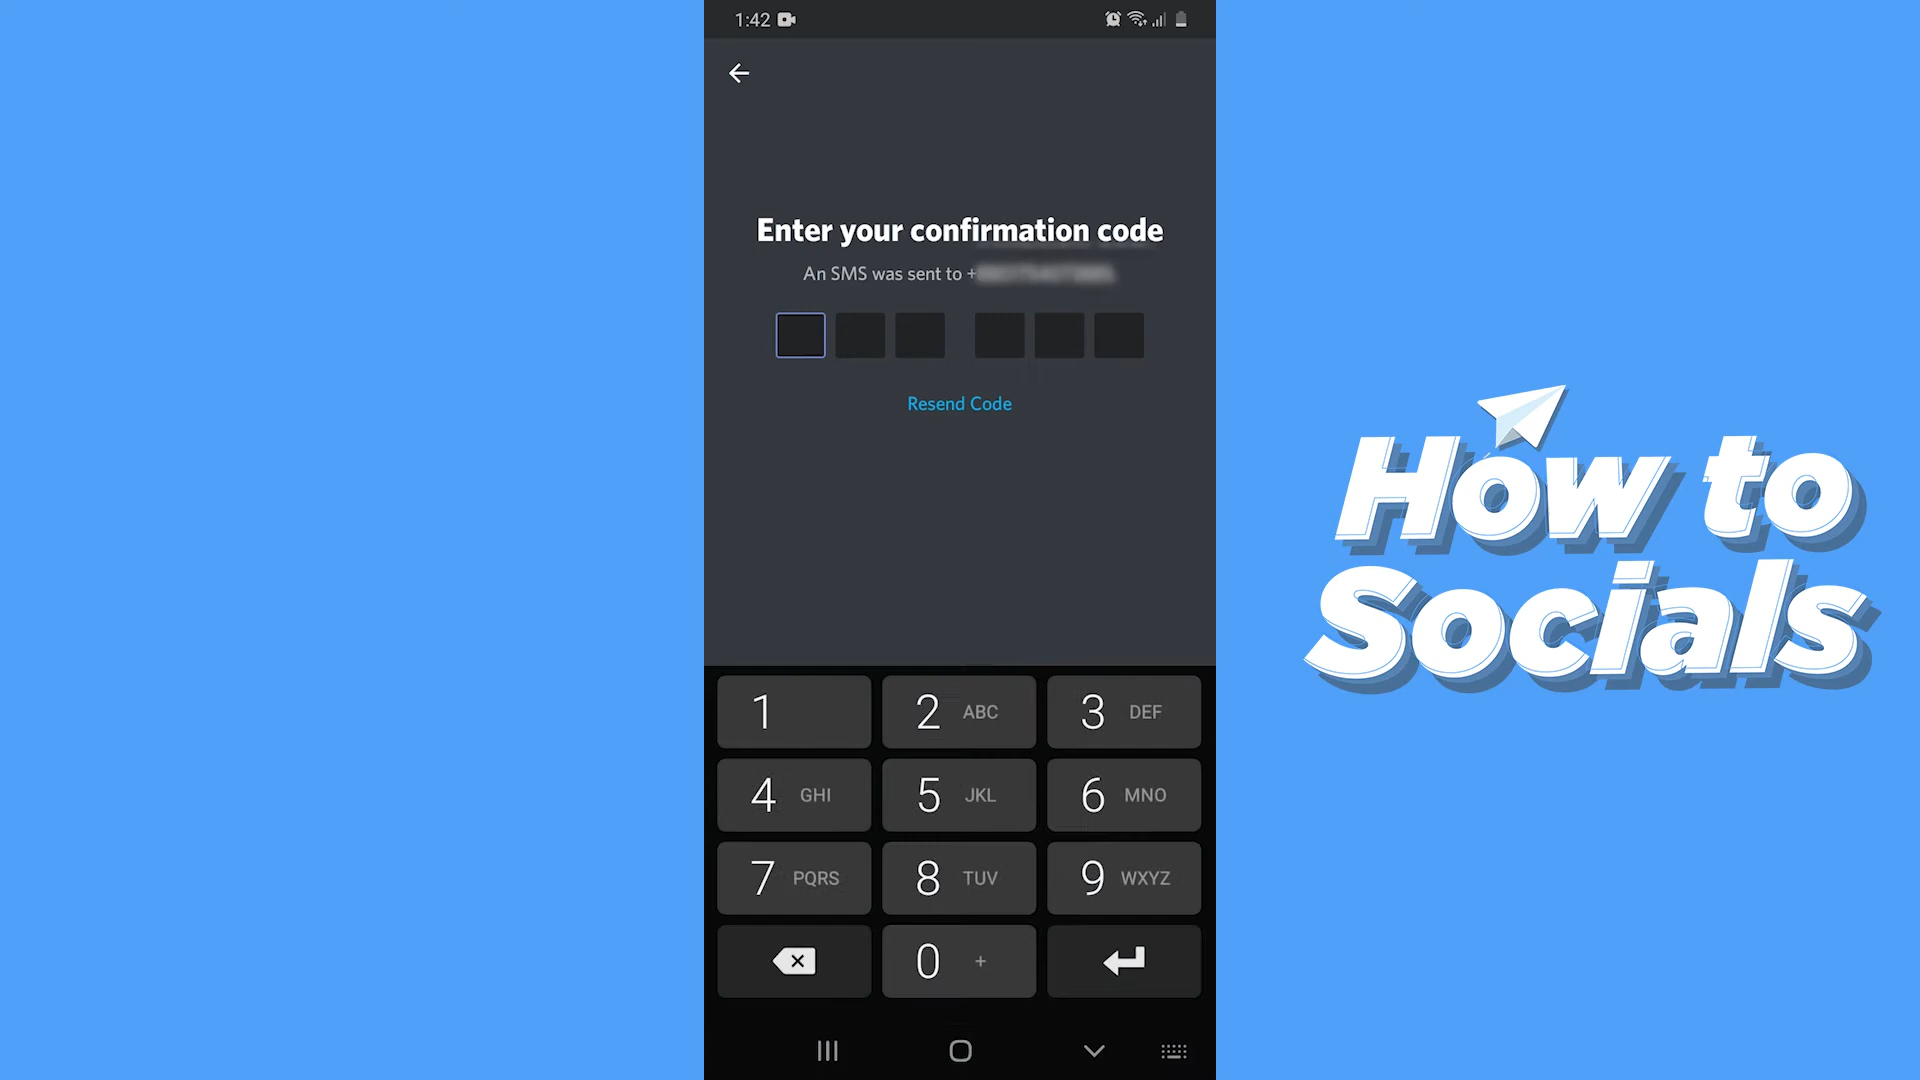 1:42
Enter your confirmation code
An SMS was sent to +
Resend Code
1
2 ABC
3 DEF
4 GHI
5 JKL
6 MNO
7 PQRS
8 TUV
9 WXYZ
0 +
How to
Socials